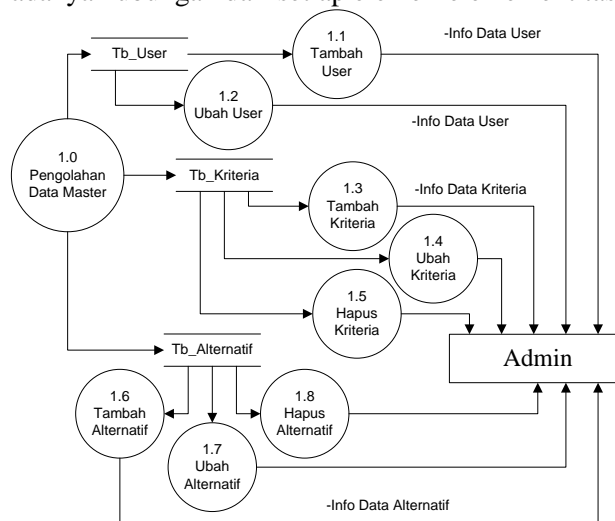 -Info Data User
1.1
Tambah
User
Tb_User
1.2
Ubah User
-Info Data User
1.0
Pengolahan
Data Master
Tb_Kriteria
1.3
Tambah
Kriteria
-Info Data Kriteria
1.4
Ubah
Kriteria
1.5
Hapus
Kriteria
Tb_Alternatif
Admin
1.6
Tambah
Alternatif
1.8
Hapus
Alternatif
1.7
Ubah
Alternatif
-Info Data Alternatif